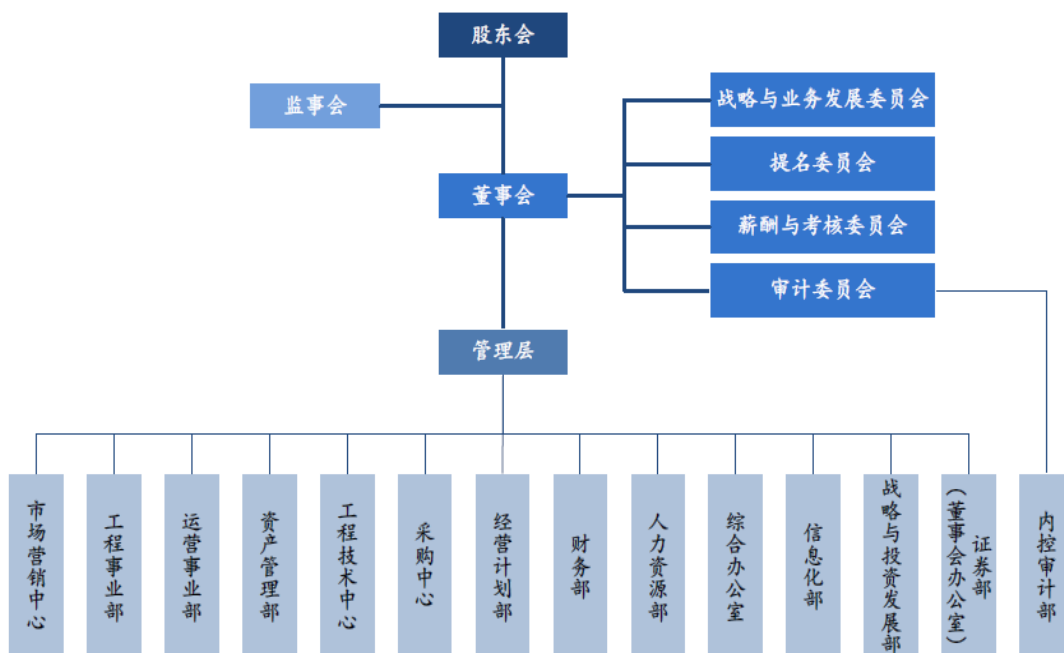 股东会
监事会
战略与业务发展委员会
提名委员会
董事会
薪酬与考核委员会
审计委员会
管理层
市场营销中心
工程事业部
运营事业部
资产管理部
工程技术中心
采购中心
经营计划部
财务部
人力资源部
综合办公室
信息化部
战略与投资发展部
证券部
（董事会办公室）
内控审计部